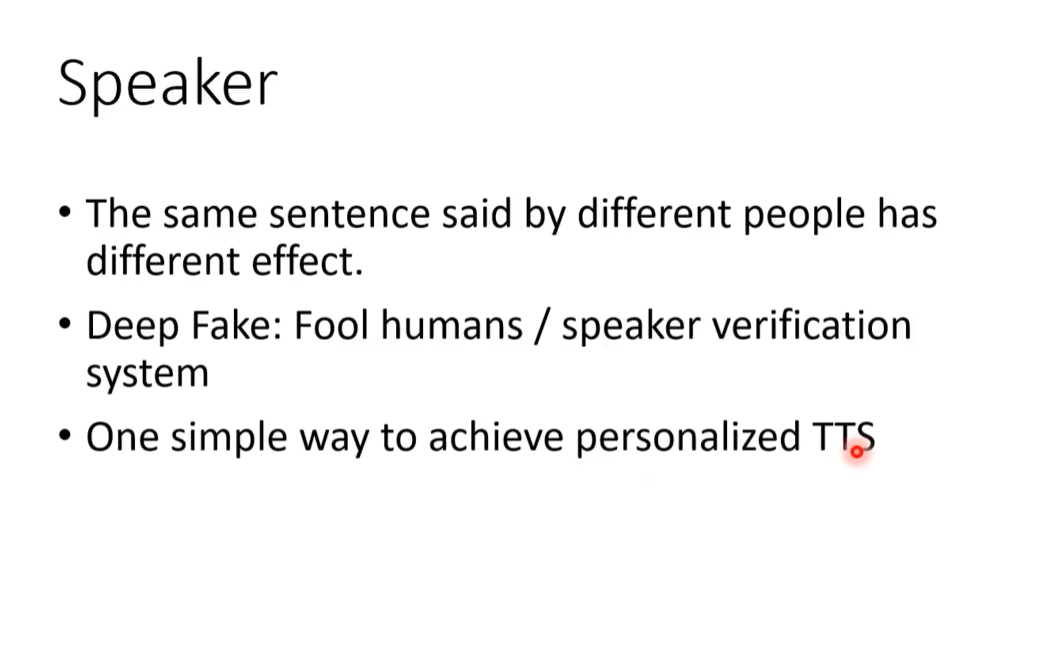 Speaker
• The same sentence said by different people has
different effect.
• Deep Fake: Fool humans / speaker verification
system
• One simple way to achieve personalized TTS